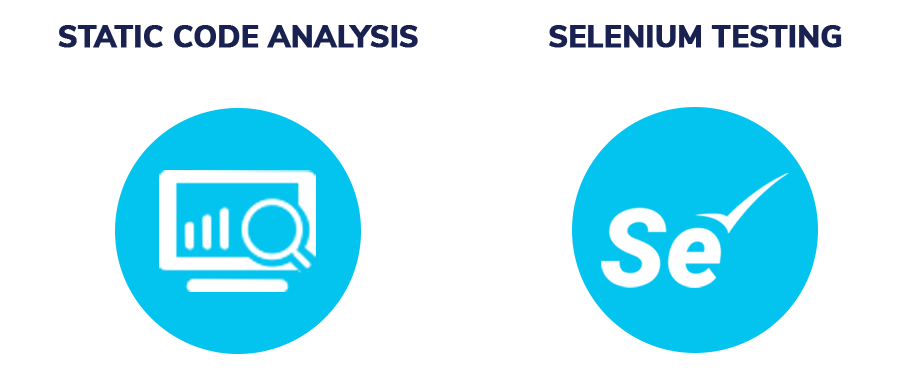 STATIC CODE ANALYSIS
SELENIUM TESTING
Se